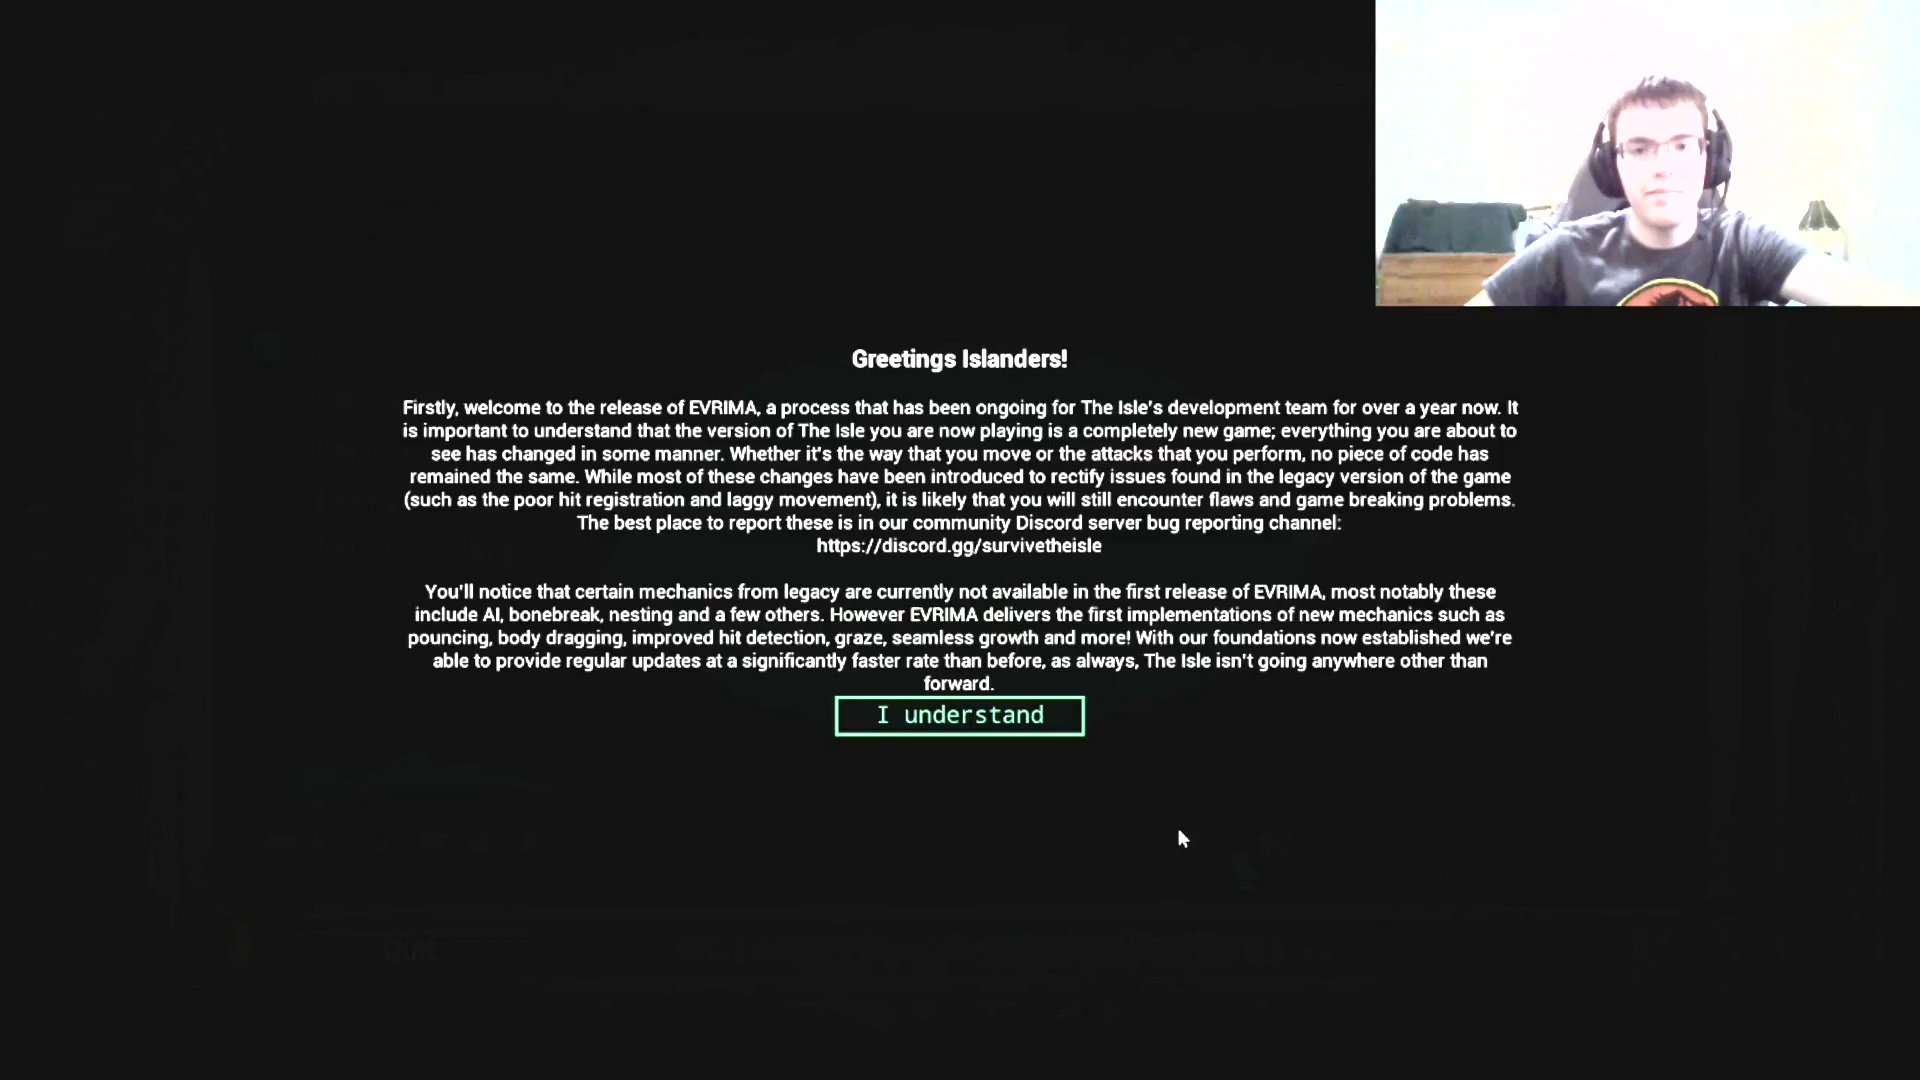 Greetings Islanders!
Firstly, welcome to the release of EVRIMA, a process that has been ongoing for The Isle's development team for over a year now. It
is important to understand that the version of The Isle you are now playing is a completely new game; everything you are about to
see has changed in some manner. Whether it's the way that you move or the attacks that you perform, no piece of code has
remained the same. While most of these changes have been introduced to rectify issues found in the legacy version of the game
(such as the poor hit registration and laggy movement), it is likely that you will still encounter flaws and game breaking problems.
The best place to report these is in our community Discord server bug reporting channel:
https://discord.gg/survivetheisle
You'll notice that certain mechanics from legacy are currently not available in the first release of EVRIMA, most notably these
include AI, bonebreak, nesting and a few others. However EVRIMA delivers the first implementations of new mechanics such as
pouncing, body dragging, improved hit detection, graze, seamless growth and more! With our foundations now established we're
able to provide regular updates at a significantly faster rate than before, as always, The Isle isn't going anywhere other than
forward.
I understand
Quit